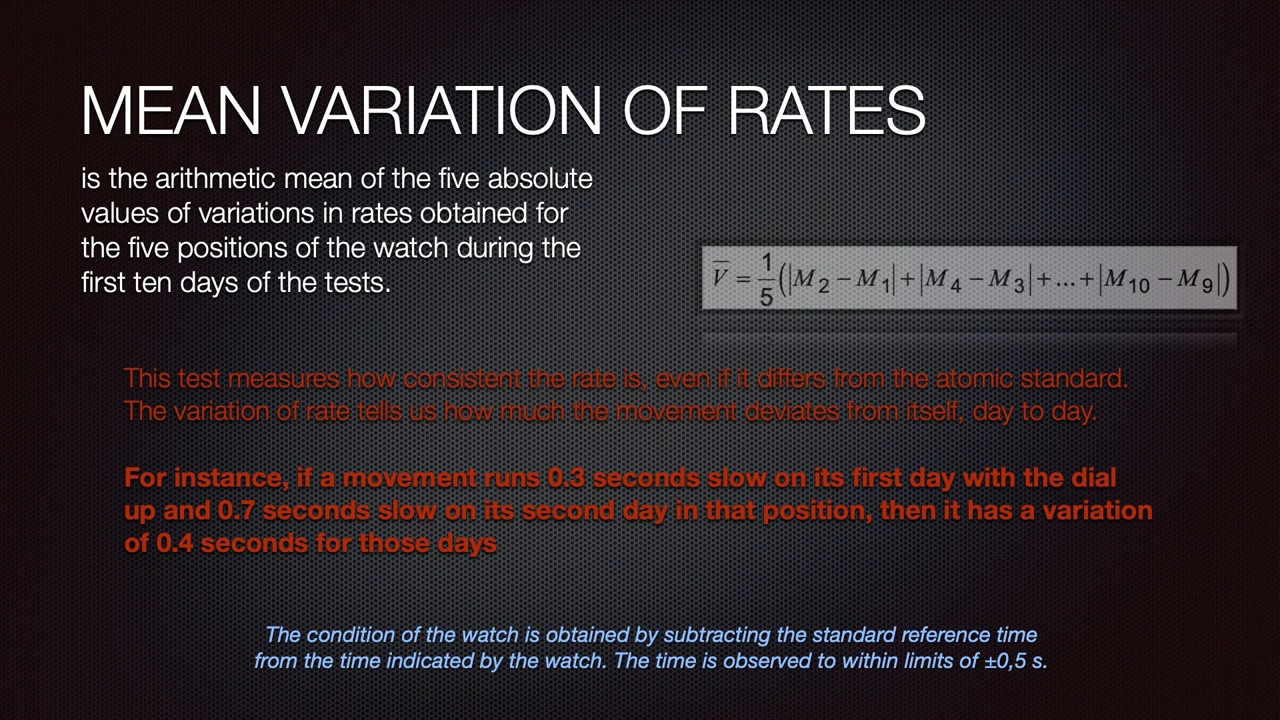 MEAN VARIATION OF RATES
is the arithmetic mean of the five absolute
values of variations in rates obtained for
the five positions of the watch during the
first ten days of the tests.
V̅ = 1/5 (|M₂ − M₁| + |M₄ − M₃| + ... + |M₁₀ − M₉|)
This test measures how consistent the rate is, even if it differs from the atomic standard.
The variation of rate tells us how much the movement deviates from itself, day to day.
For instance, if a movement runs 0.3 seconds slow on its first day with the dial
up and 0.7 seconds slow on its second day in that position, then it has a variation
of 0.4 seconds for those days
The condition of the watch is obtained by subtracting the standard reference time
from the time indicated by the watch. The time is observed to within limits of ±0,5 s.